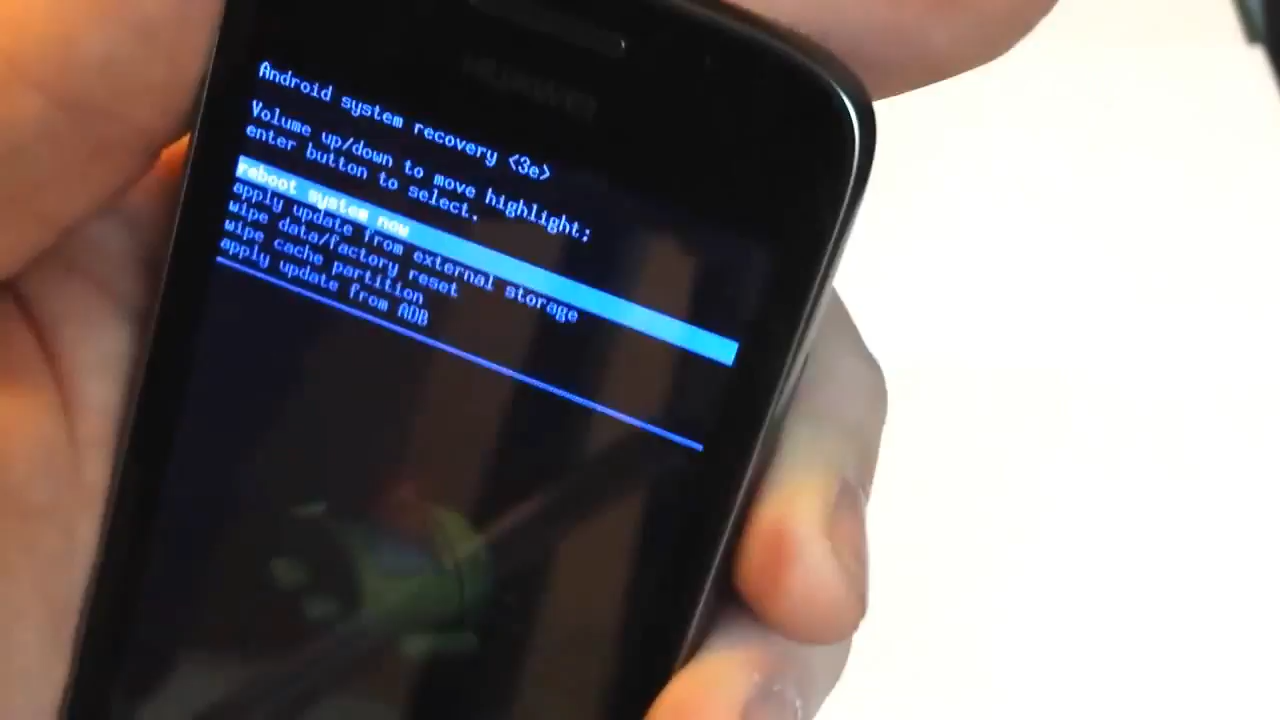 HUAWEI
Android system recovery <3e>
Volume up/down to move highlight;
enter button to select.
reboot system now
apply update from external storage
wipe data/factory reset
wipe cache partition
apply update from ADB